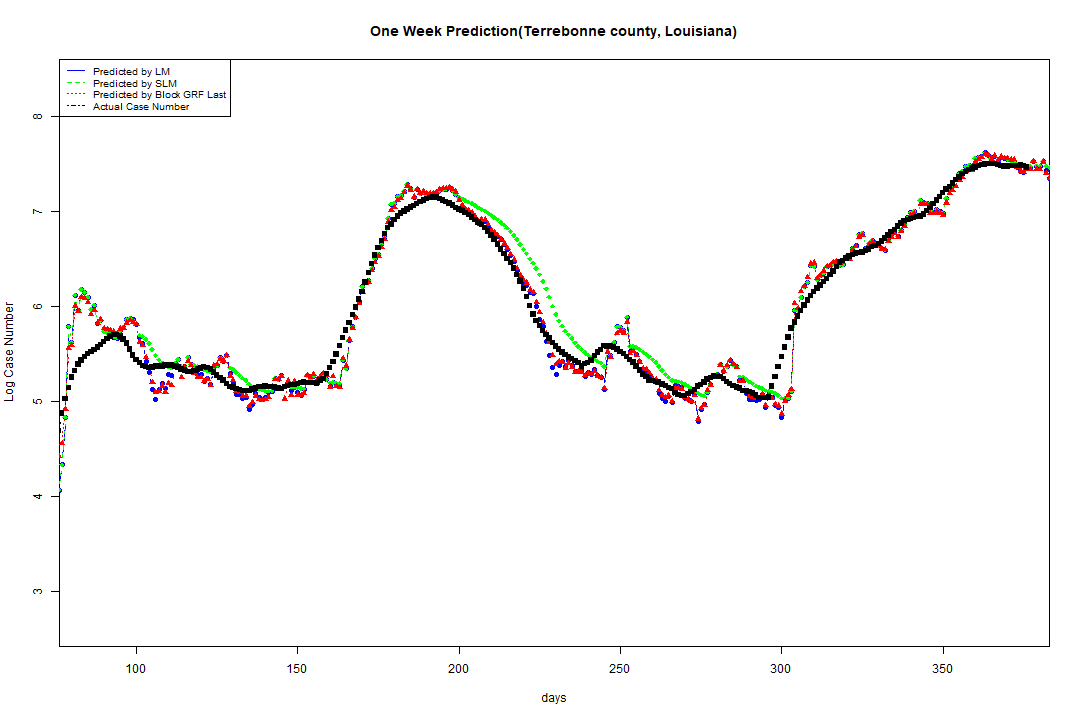 One Week Prediction(Terrebonne county, Louisiana)
Predicted by LM
Predicted by SLM
Predicted by Block GRF Last
Actual Case Number
8
7
6
5
4
3
Log Case Number
100 150 200 250 300 350
days